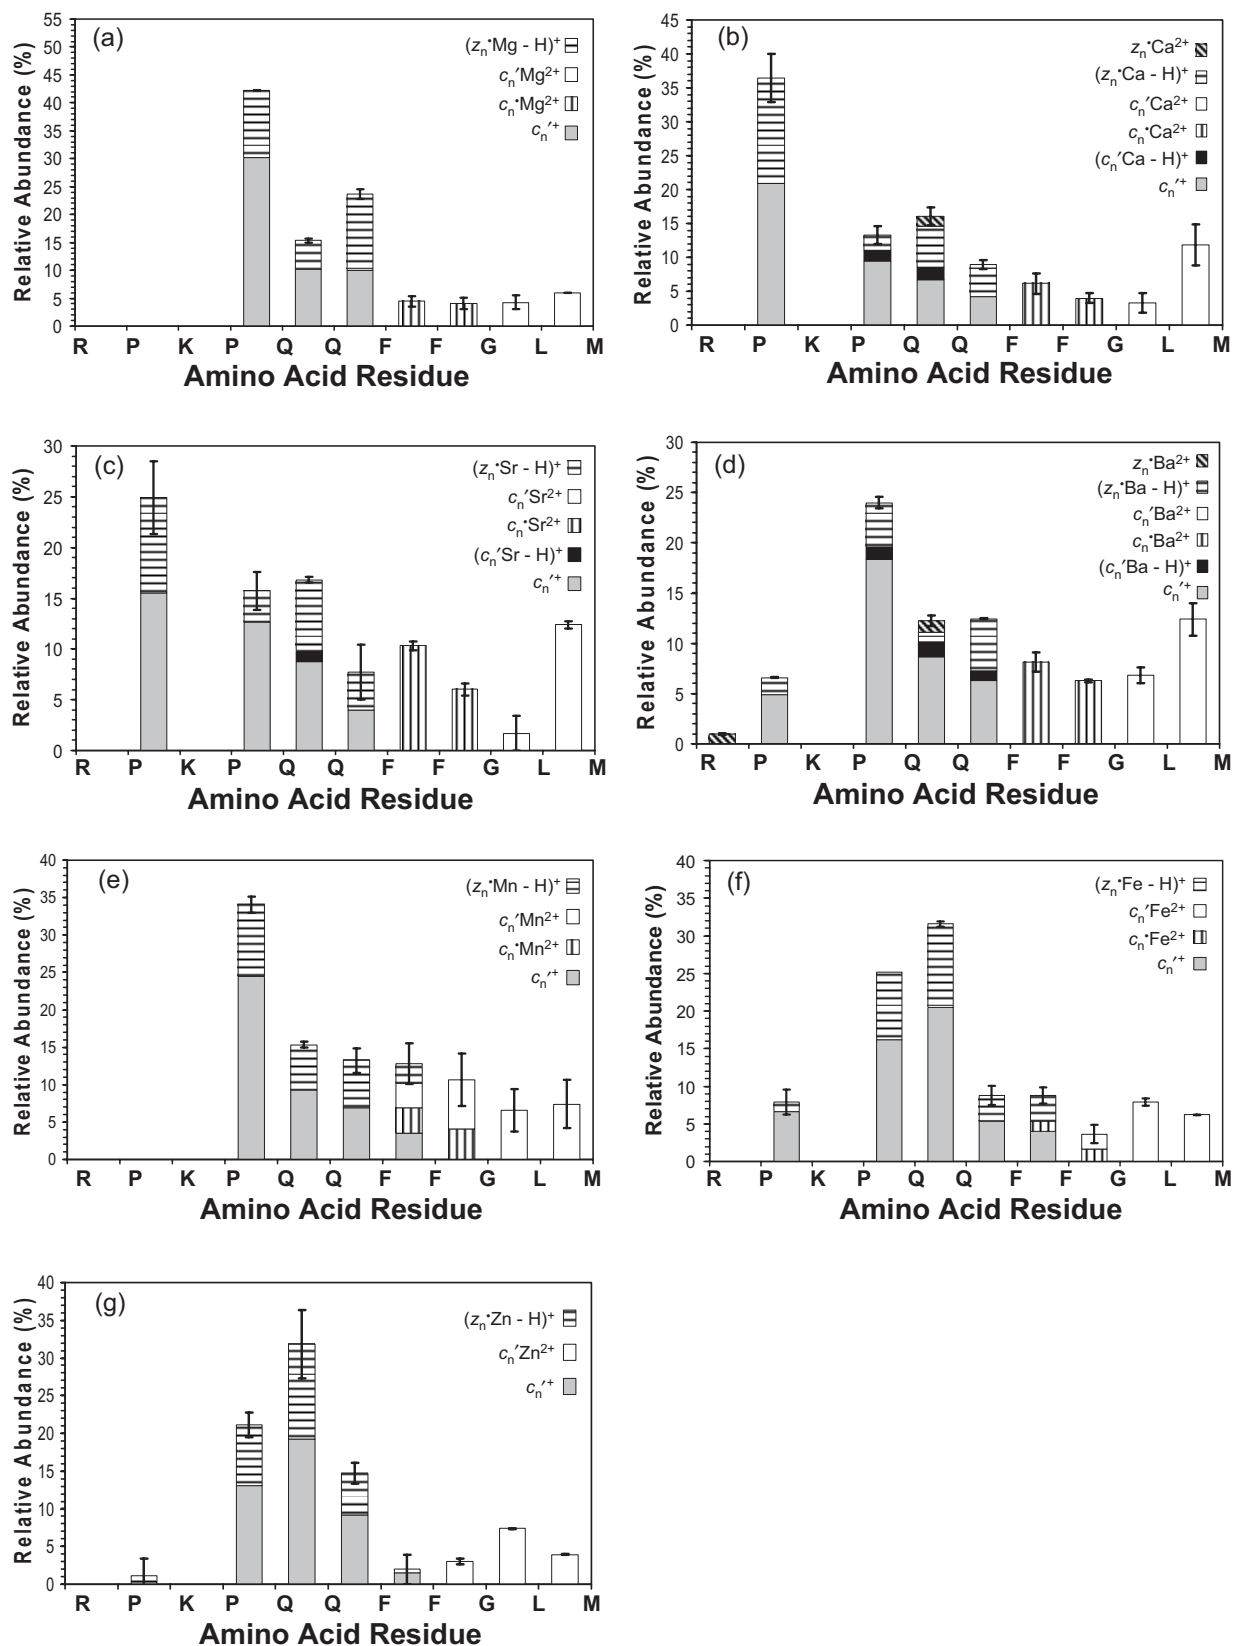 (a)
Relative Abundance (%)
55
50
45
40
35
30
25
20
15
10
5
0
(zn•Mg - H)+
cn′Mg2+
cn•Mg2+
cn′+
R P K P Q Q F F G L M
Amino Acid Residue
(b)
Relative Abundance (%)
45
40
35
30
25
20
15
10
5
0
zn•Ca2+
(zn•Ca - H)+
cn′Ca2+
cn•Ca2+
(cn′Ca - H)+
cn′+
R P K P Q Q F F G L M
Amino Acid Residue
(c)
Relative Abundance (%)
30
25
20
15
10
5
0
(zn•Sr - H)+
cn′Sr2+
cn•Sr2+
(cn′Sr - H)+
cn′+
R P K P Q Q F F G L M
Amino Acid Residue
(d)
Relative Abundance (%)
30
25
20
15
10
5
0
zn•Ba2+
(zn•Ba - H)+
cn′Ba2+
cn•Ba2+
(cn′Ba - H)+
cn′+
R P K P Q Q F F G L M
Amino Acid Residue
(e)
Relative Abundance (%)
40
35
30
25
20
15
10
5
0
(zn•Mn - H)+
cn′Mn2+
cn•Mn2+
cn′+
R P K P Q Q F F G L M
Amino Acid Residue
(f)
Relative Abundance (%)
40
35
30
25
20
15
10
5
0
(zn•Fe - H)+
cn′Fe2+
cn•Fe2+
cn′+
R P K P Q Q F F G L M
Amino Acid Residue
(g)
Relative Abundance (%)
40
35
30
25
20
15
10
5
0
(zn•Zn - H)+
cn′Zn2+
cn′+
R P K P Q Q F F G L M
Amino Acid Residue